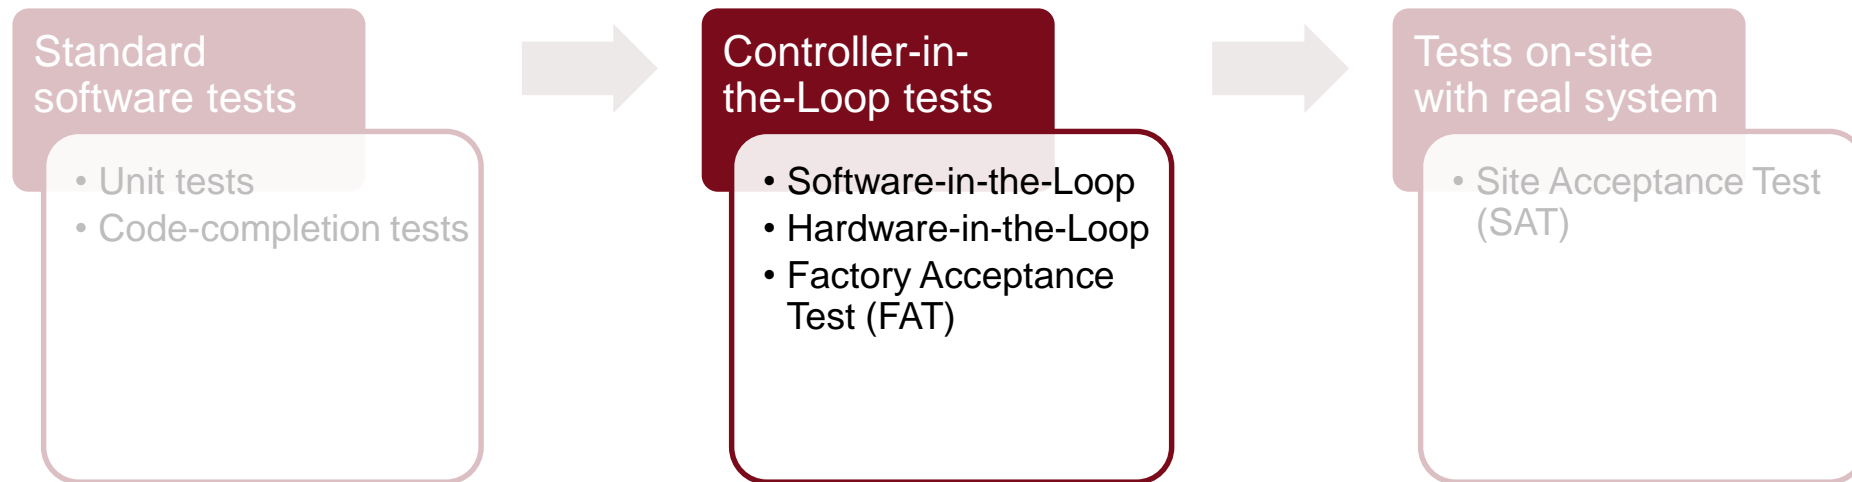 Standard
software tests
• Unit tests
• Code-completion tests
Controller-in-
the-Loop tests
• Software-in-the-Loop
• Hardware-in-the-Loop
• Factory Acceptance
Test (FAT)
Tests on-site
with real system
• Site Acceptance Test
(SAT)